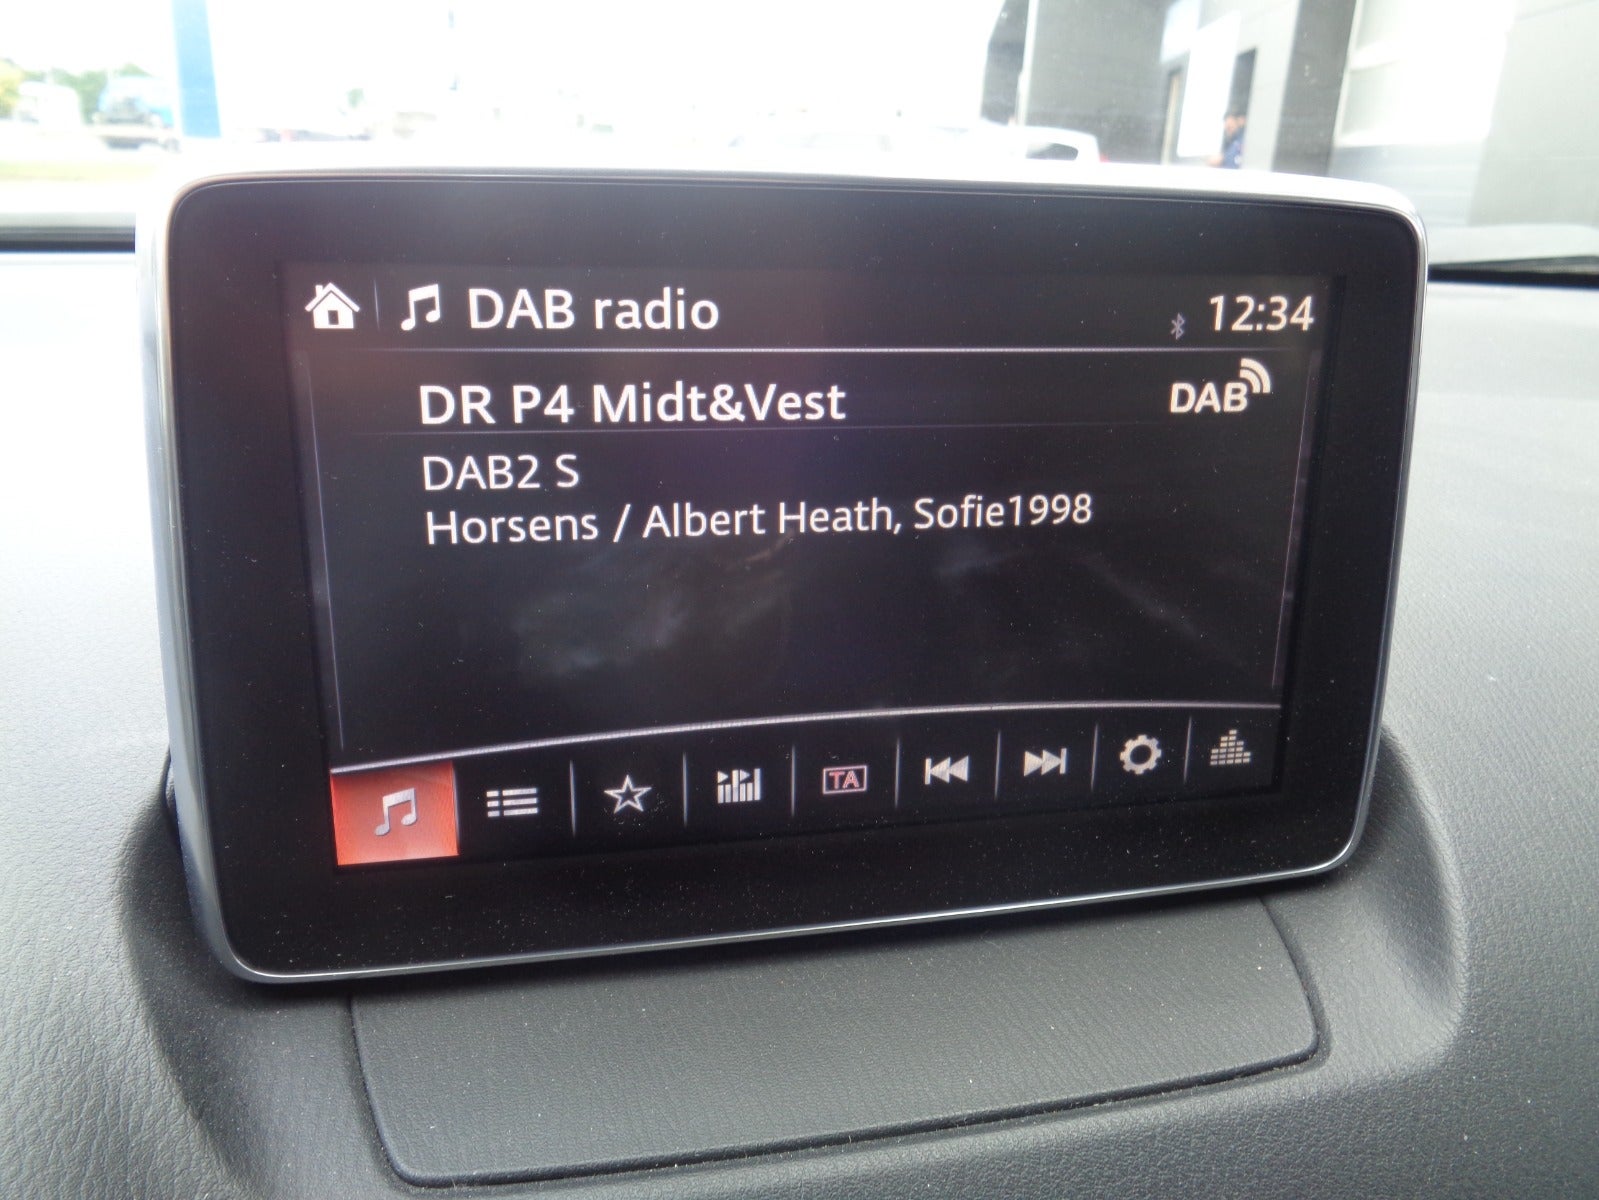 DAB radio 12:34
DR P4 Midt&Vest DAB
DAB2 S
Horsens / Albert Heath, Sofie1998
TA